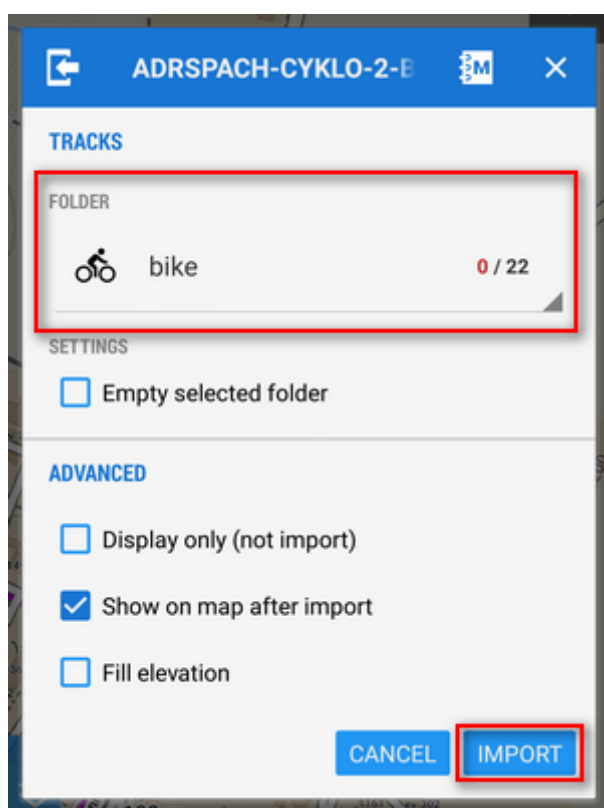 ADRSPACH-CYKLO-2-B
M
TRACKS
FOLDER
bike 0 / 22
SETTINGS
Empty selected folder
ADVANCED
Display only (not import)
Show on map after import
Fill elevation
CANCEL IMPORT